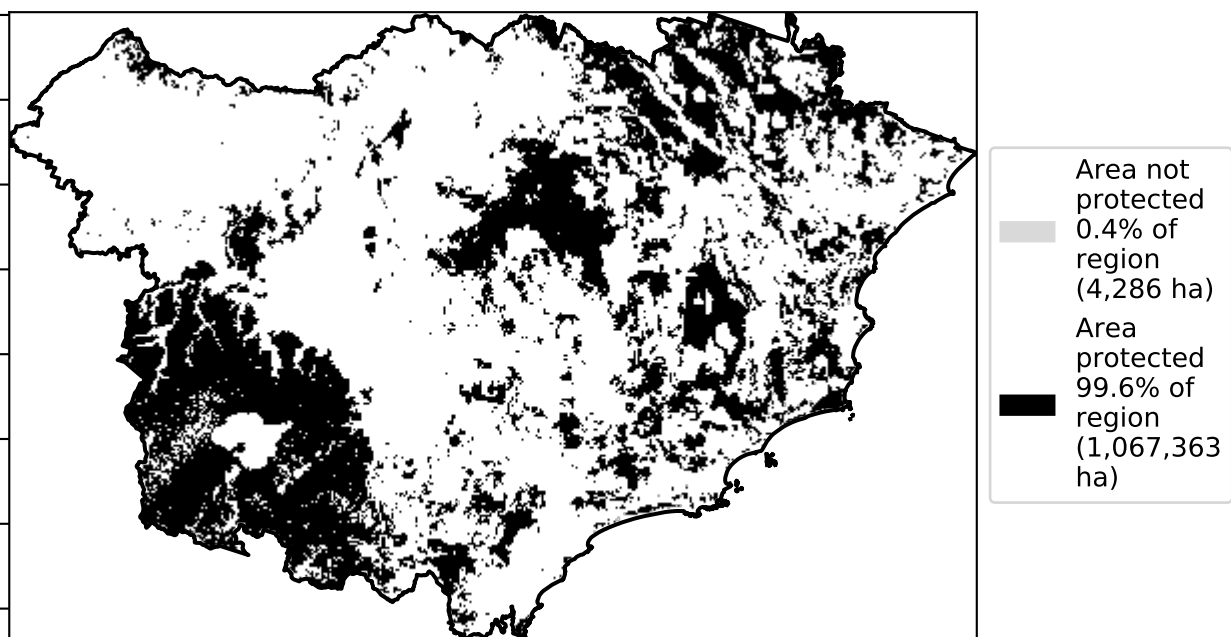 Area not
protected
0.4% of
region
(4,286 ha)
Area
protected
99.6% of
region
(1,067,363
ha)